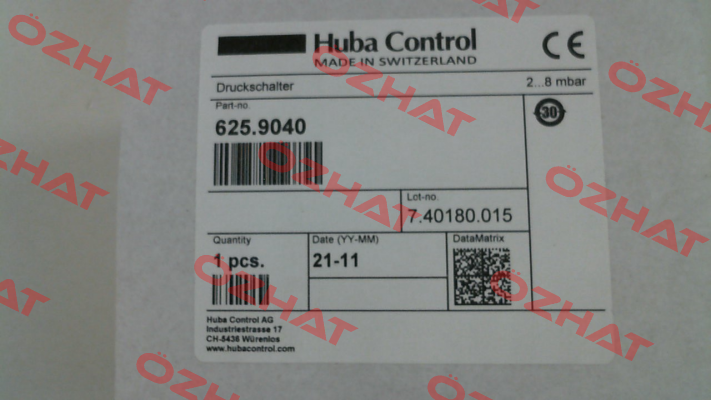 Huba Control
MADE IN SWITZERLAND
CE
Druckschalter
2...8 mbar
Part-no.
625.9040
30
Lot-no.
7.40180.015
Quantity
1 pcs.
Date (YY-MM)
21-11
DataMatrix
Huba Control AG
Industriestrasse 17
CH-5436 Würenlos
www.hubacontrol.com
ÖZHAT
ÖZHAT
ÖZHAT
ÖZHAT
ÖZHAT
ÖZHAT
ÖZHAT
ÖZHAT